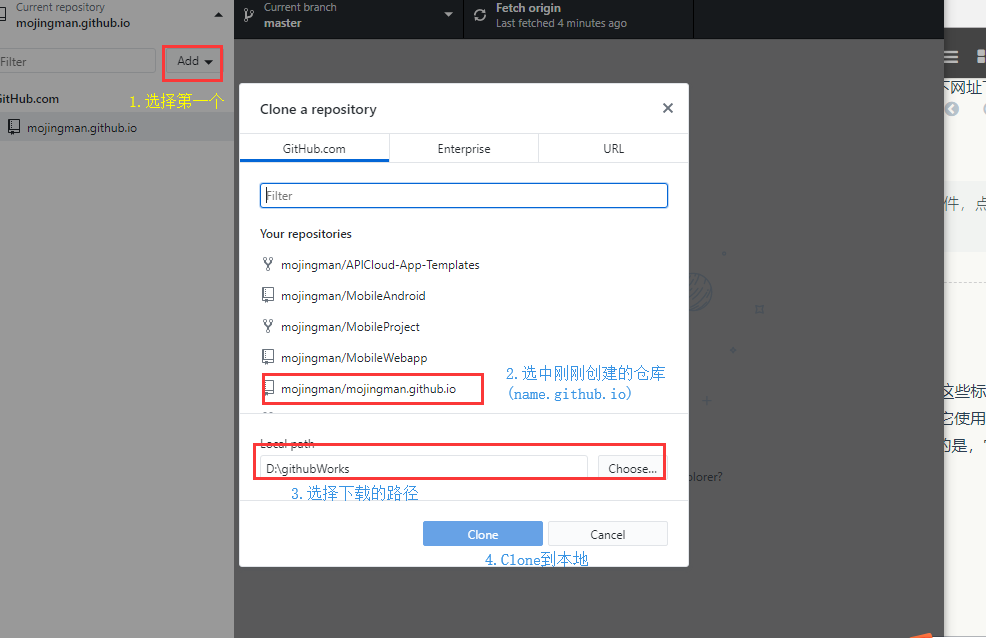 Current repository
mojingman.github.io
Current branch
master
Fetch origin
Last fetched 4 minutes ago
Filter
Add
1.选择第一个
GitHub.com
mojingman.github.io
Clone a repository
GitHub.com
Enterprise
URL
Filter
Your repositories
mojingman/APICloud-App-Templates
mojingman/MobileAndroid
mojingman/MobileProject
mojingman/MobileWebapp
mojingman/mojingman.github.io
2.选中刚刚创建的仓库
(name.github.io)
Local path
D:\githubWorks
Choose...
3.选择下载的路径
Clone
Cancel
4.Clone到本地
下网址
件，点
这些标
它使用
的是，
plorer?